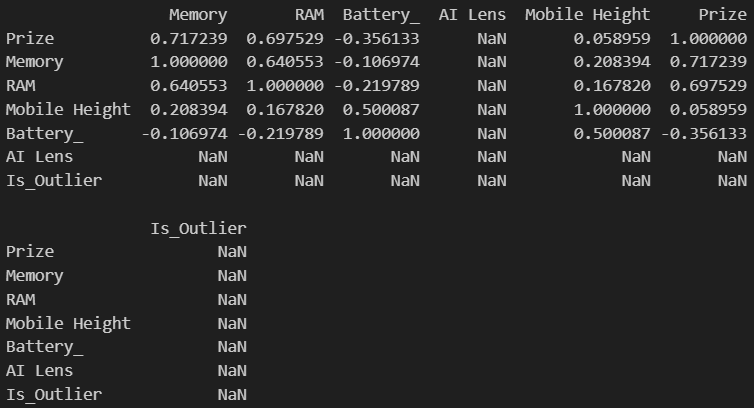 Memory RAM Battery_ AI Lens Mobile Height Prize
Prize 0.717239 0.697529 -0.356133 NaN 0.058959 1.000000
Memory 1.000000 0.640553 -0.106974 NaN 0.208394 0.717239
RAM 0.640553 1.000000 -0.219789 NaN 0.167820 0.697529
Mobile Height 0.208394 0.167820 0.500087 NaN 1.000000 0.058959
Battery_ -0.106974 -0.219789 1.000000 NaN 0.500087 -0.356133
AI Lens NaN NaN NaN NaN NaN NaN
Is_Outlier NaN NaN NaN NaN NaN NaN
Is_Outlier
Prize NaN
Memory NaN
RAM NaN
Mobile Height NaN
Battery_ NaN
AI Lens NaN
Is_Outlier NaN